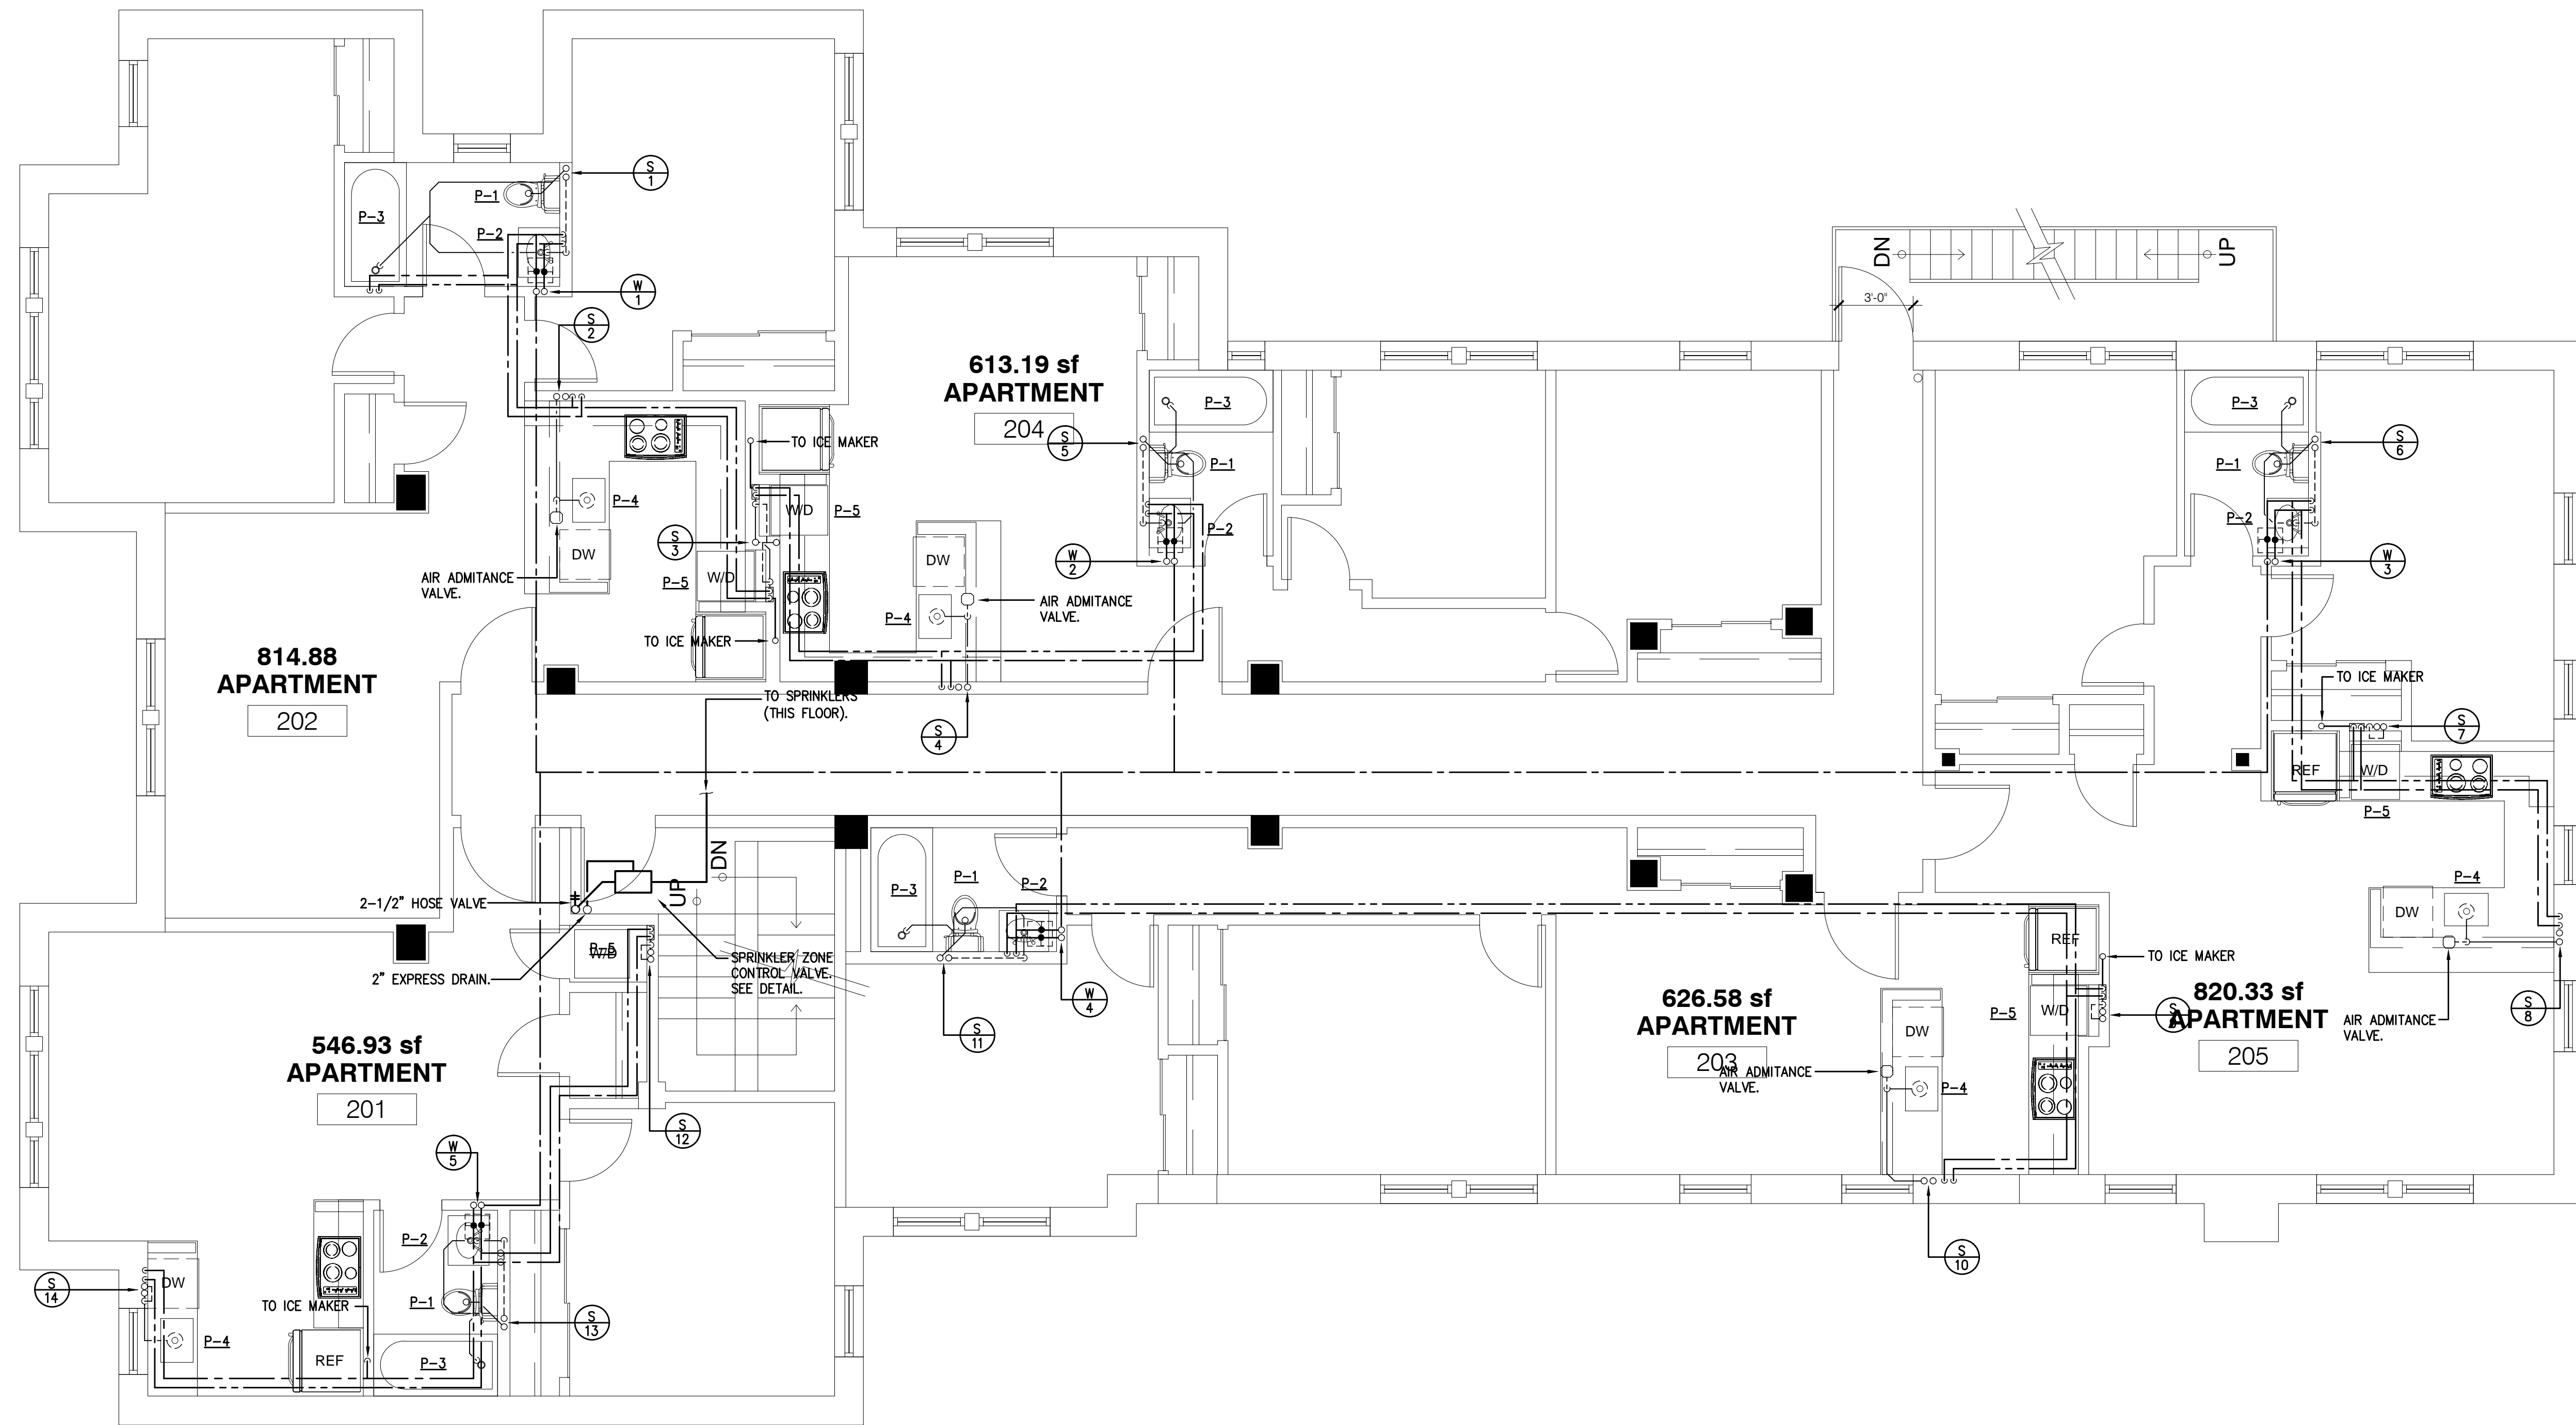 S
1
P-1
P-3
P-2
W
1
S
2
DN
UP
3'-0"
613.19 sf
APARTMENT
204
P-3
P-3
S
5
S
6
TO ICE MAKER
P-1
P-1
P-4
W/D
P-5
P-2
P-2
S
3
DW
DW
W
2
W
3
AIR ADMITANCE
VALVE.
P-5
W/D
AIR ADMITANCE
VALVE.
P-4
TO ICE MAKER
814.88
APARTMENT
202
TO ICE MAKER
TO SPRINKLERS
(THIS FLOOR).
S
4
S
7
REF
W/D
P-5
DN
UP
P-3
P-1
P-2
P-4
2-1/2" HOSE VALVE
DW
P-5
W/D
REF
SPRINKLER ZONE
CONTROL VALVE.
SEE DETAIL.
2" EXPRESS DRAIN.
TO ICE MAKER
W
4
S
11
626.58 sf
APARTMENT
203
DW
P-5
W/D
S
820.33 sf
APARTMENT
205
AIR ADMITANCE
VALVE.
S
8
546.93 sf
APARTMENT
201
AIR ADMITANCE
VALVE.
P-4
S
12
W
5
P-2
S
10
S
14
DW
TO ICE MAKER
P-1
S
13
P-4
REF
P-3